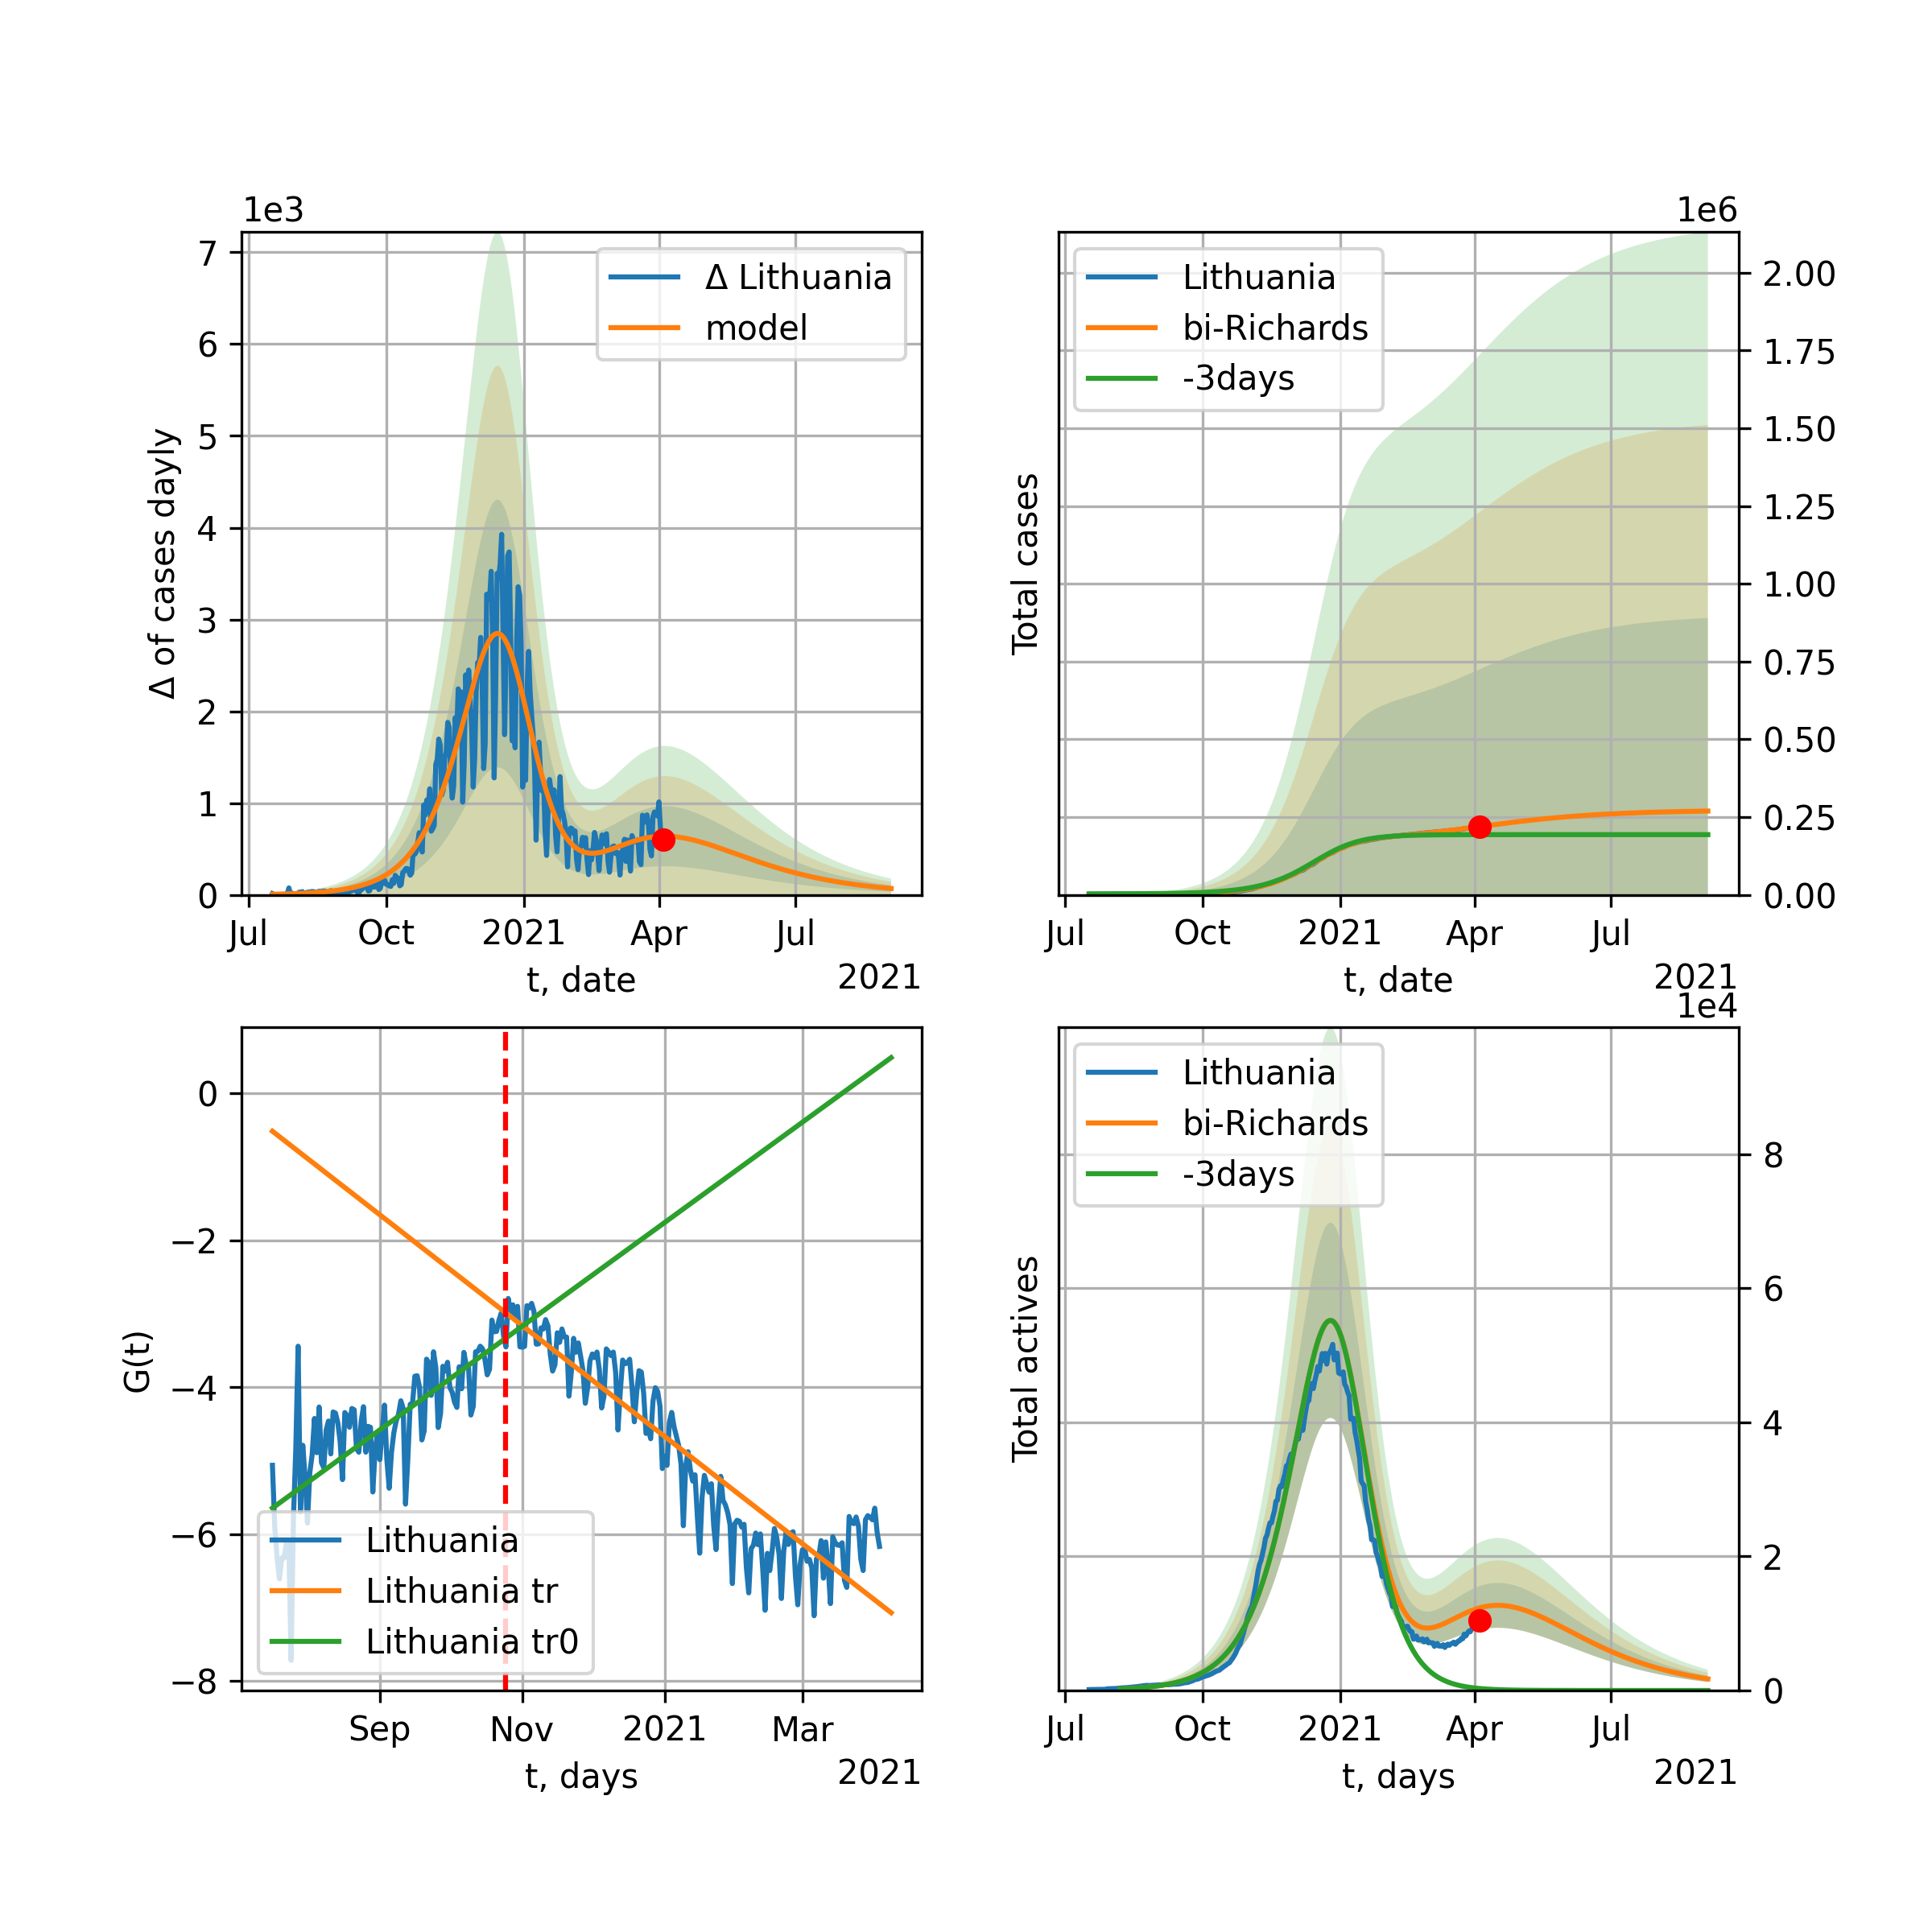 1e3
7
6
5
4
3
2
1
0
Δ of cases dayly
Δ Lithuania
model
Jul
Oct
2021
Apr
Jul
t, date
2021
1e6
Total cases
Lithuania
bi-Richards
-3days
2.00
1.75
1.50
1.25
1.00
0.75
0.50
0.25
0.00
Jul
Oct
2021
Apr
Jul
t, date
2021
0
−2
−4
−6
−8
G(t)
Lithuania
Lithuania tr
Lithuania tr0
Sep
Nov
2021
Mar
t, days
2021
1e4
Total actives
Lithuania
bi-Richards
-3days
8
6
4
2
0
Jul
Oct
2021
Apr
Jul
t, days
2021